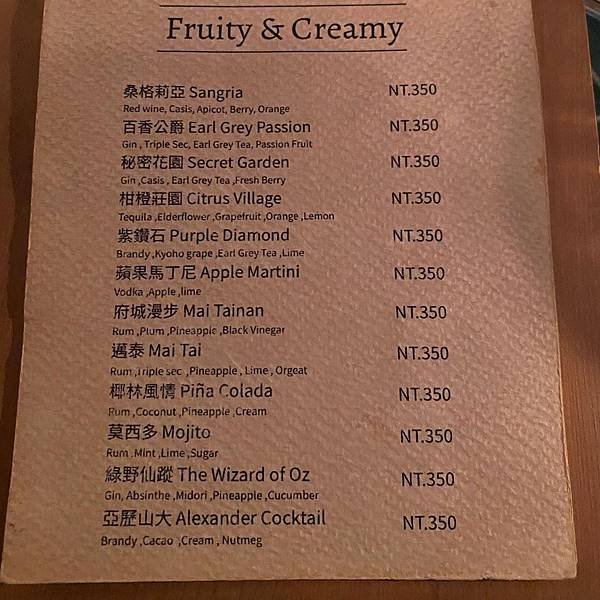 Fruity & Creamy
桑格莉亞 Sangria NT.350
Red wine, Casis, Apicot, Berry, Orange
百香公爵 Earl Grey Passion NT.350
Gin , Triple Sec, Earl Grey Tea, Passion Fruit
秘密花園 Secret Garden NT.350
Gin ,Casis , Earl Grey Tea ,Fresh Berry
柑橙莊園 Citrus Village NT.350
Tequila ,Elderflower ,Grapefruit ,Orange ,Lemon
紫鑽石 Purple Diamond NT.350
Brandy ,Kyoho grape ,Earl Grey Tea ,Lime
蘋果馬丁尼 Apple Martini NT.350
Vodka ,Apple ,lime
府城漫步 Mai Tainan NT.350
Rum ,Plum ,Pineapple ,Black Vinegar
邁泰 Mai Tai NT.350
Rum ,Triple sec ,Pineapple , Lime , Orgeat
椰林風情 Piña Colada NT.350
Rum ,Coconut ,Pineapple ,Cream
莫西多 Mojito NT.350
Rum ,Mint ,Lime ,Sugar
綠野仙蹤 The Wizard of Oz NT.350
Gin, Absinthe ,Midori ,Pineapple ,Cucumber
亞歷山大 Alexander Cocktail NT.350
Brandy ,Cacao ,Cream , Nutmeg